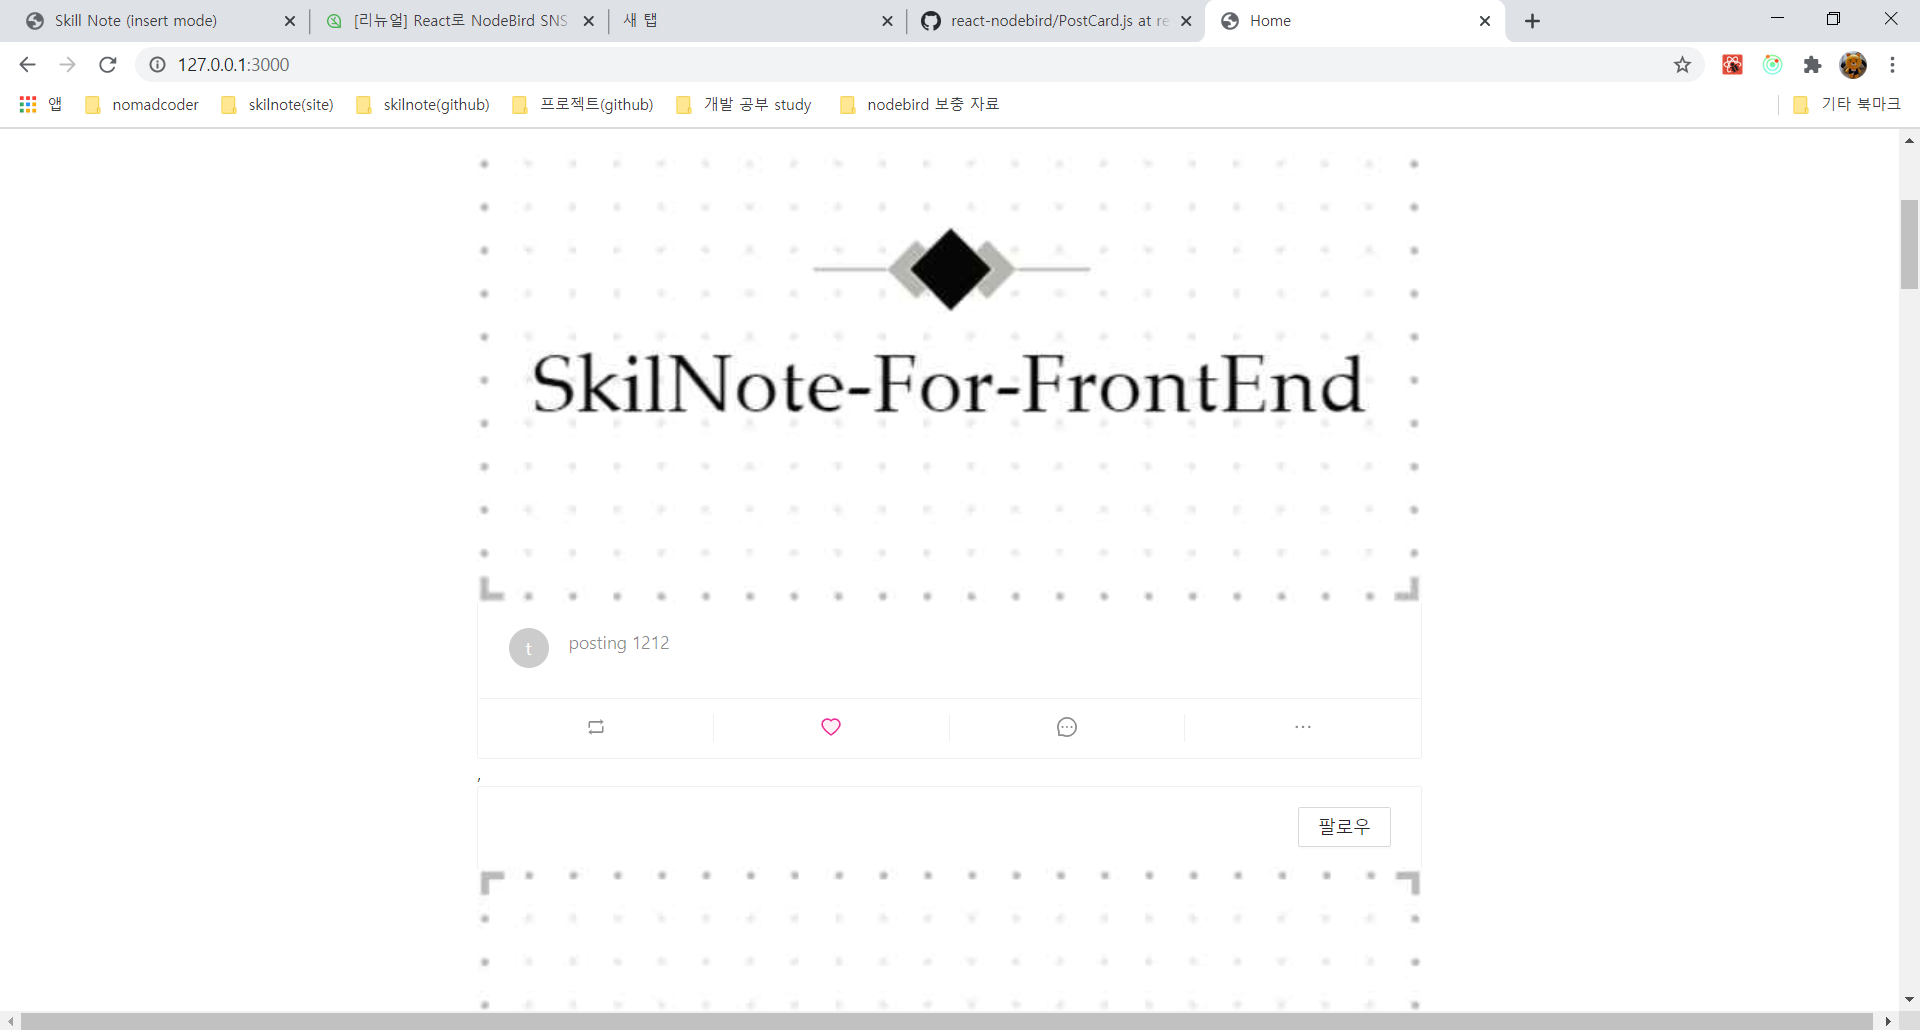 Skill Note (insert mode)
[리뉴얼] React로 NodeBird SNS
새 탭
react-nodebird/PostCard.js at re
Home
127.0.0.1:3000
앱
nomadcoder
skilnote(site)
skilnote(github)
프로젝트(github)
개발 공부 study
nodebird 보충 자료
기타 북마크
SkilNote-For-FrontEnd
t
posting 1212
,
팔로우